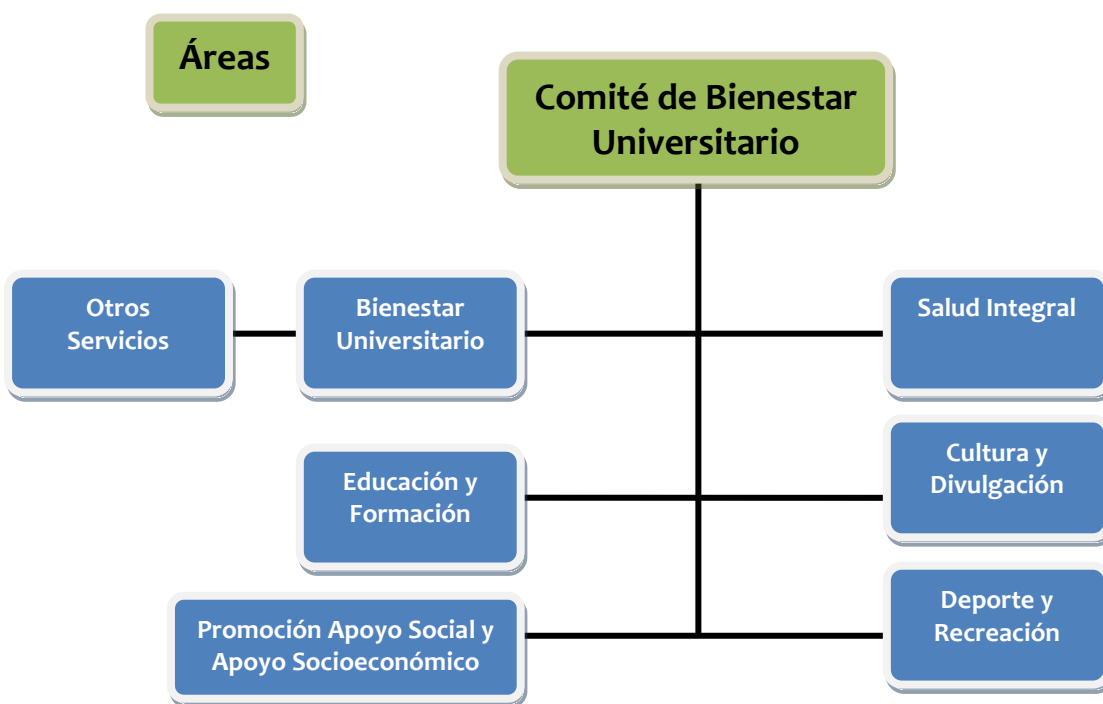 Áreas
Comité de Bienestar
Universitario
Otros
Servicios
Bienestar
Universitario
Salud Integral
Educación y
Formación
Cultura y
Divulgación
Promoción Apoyo Social y
Apoyo Socioeconómico
Deporte y
Recreación